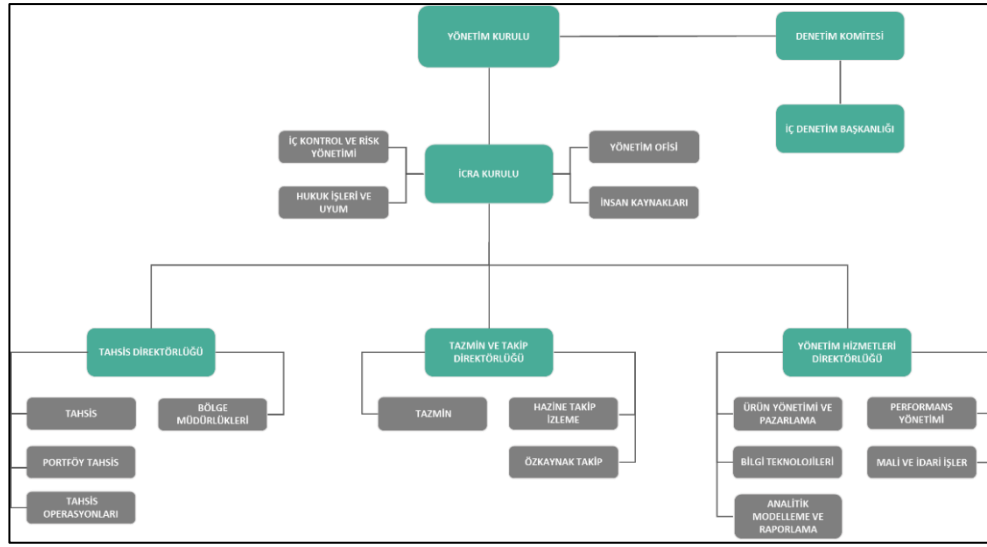 YÖNETİM KURULU
DENETİM KOMİTESİ
İÇ DENETİM BAŞKANLIĞI
İÇ KONTROL VE RİSK
YÖNETİMİ
YÖNETİM OFİSİ
İCRA KURULU
HUKUK İŞLERİ VE
UYUM
İNSAN KAYNAKLARI
TAHSİS DİREKTÖRLÜĞÜ
TAZMİN VE TAKİP
DİREKTÖRLÜĞÜ
YÖNETİM HİZMETLERİ
DİREKTÖRLÜĞÜ
TAHSİS
BÖLGE
MÜDÜRLÜKLERİ
PORTFÖY TAHSİS
TAHSİS
OPERASYONLARI
TAZMİN
HAZİNE TAKİP
İZLEME
ÖZKAYNAK TAKİP
ÜRÜN YÖNETİMİ VE
PAZARLAMA
PERFORMANS
YÖNETİMİ
BİLGİ TEKNOLOJİLERİ
MALİ VE İDARİ İŞLER
ANALİTİK
MODELLEME VE
RAPORLAMA